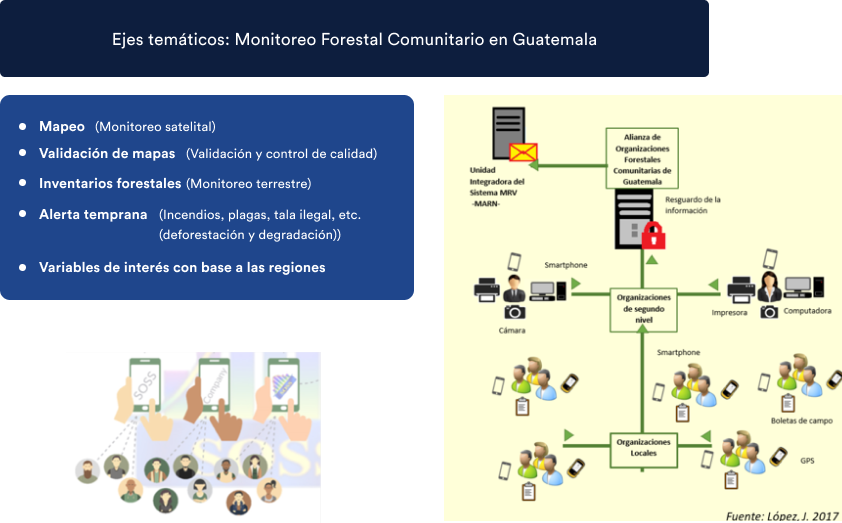 Ejes temáticos: Monitoreo Forestal Comunitario en Guatemala
Mapeo (Monitoreo satelital)
Validación de mapas (Validación y control de calidad)
Inventarios forestales (Monitoreo terrestre)
Alerta temprana (Incendios, plagas, tala ilegal, etc.
(deforestación y degradación))
Variables de interés con base a las regiones
Alianza de
Organizaciones
Forestales
Comunitarias de
Guatemala
Unidad
Integradora del
Sistema MRV
-MARN-
Resguardo de la
información
Smartphone
Organizaciones
de segundo
nivel
Cámara
Impresora
Computadora
Smartphone
Boletas de campo
Organizaciones
Locales
GPS
SOSS
Company
SOSS
Fuente: López, J. 2017